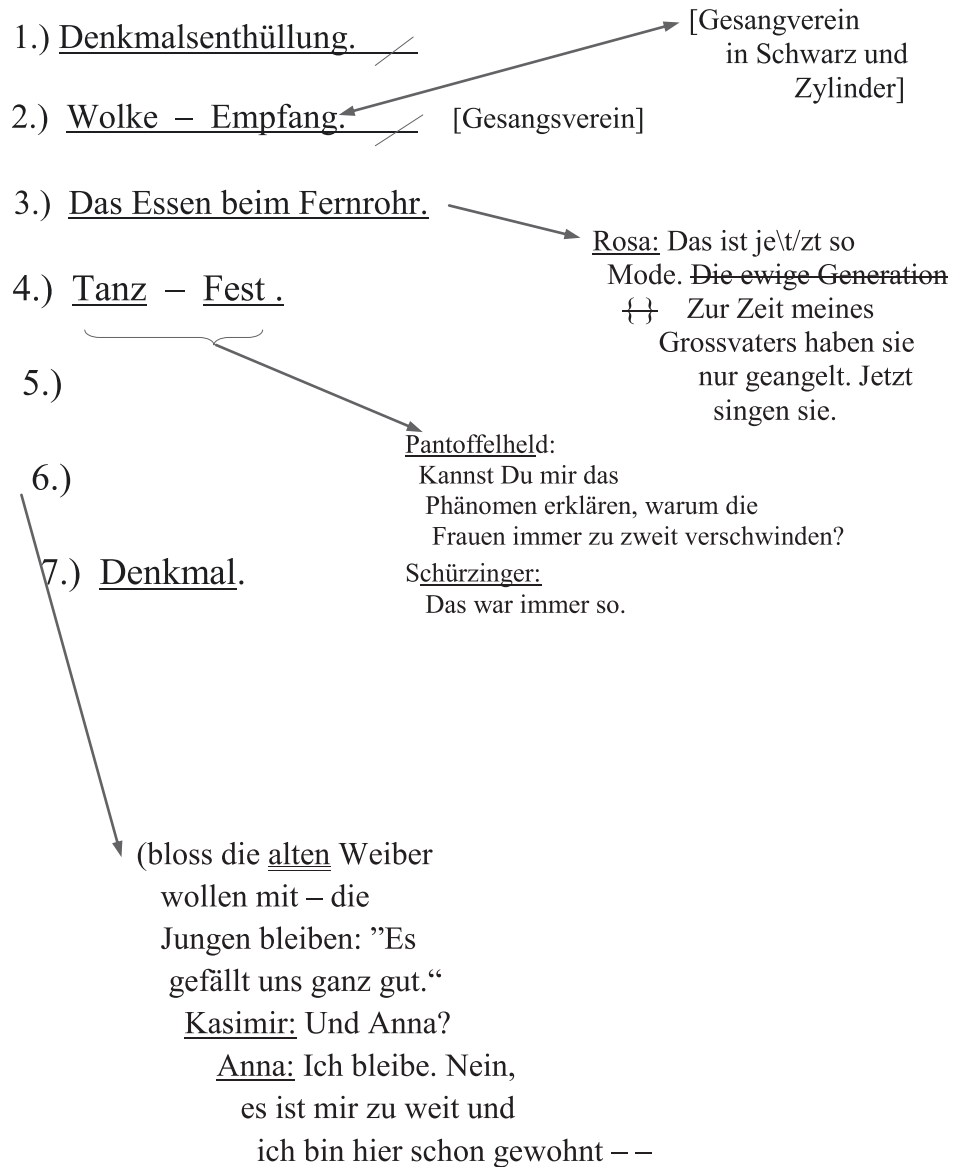 1.) Denkmalsenthüllung.
[Gesangverein
in Schwarz und
Zylinder]
2.) Wolke – Empfang.
[Gesangsverein]
3.) Das Essen beim Fernrohr.
Rosa: Das ist je\t/zt so
Mode. Die ewige Generation
{ } Zur Zeit meines
Grossvaters haben sie
nur geangelt. Jetzt
singen sie.
4.) Tanz – Fest .
5.)
Pantoffelheld:
Kannst Du mir das
Phänomen erklären, warum die
Frauen immer zu zweit verschwinden?
Schürzinger:
Das war immer so.
6.)
7.) Denkmal.
(bloss die alten Weiber
wollen mit – die
Jungen bleiben: ”Es
gefällt uns ganz gut.“
Kasimir: Und Anna?
Anna: Ich bleibe. Nein,
es ist mir zu weit und
ich bin hier schon gewohnt – –